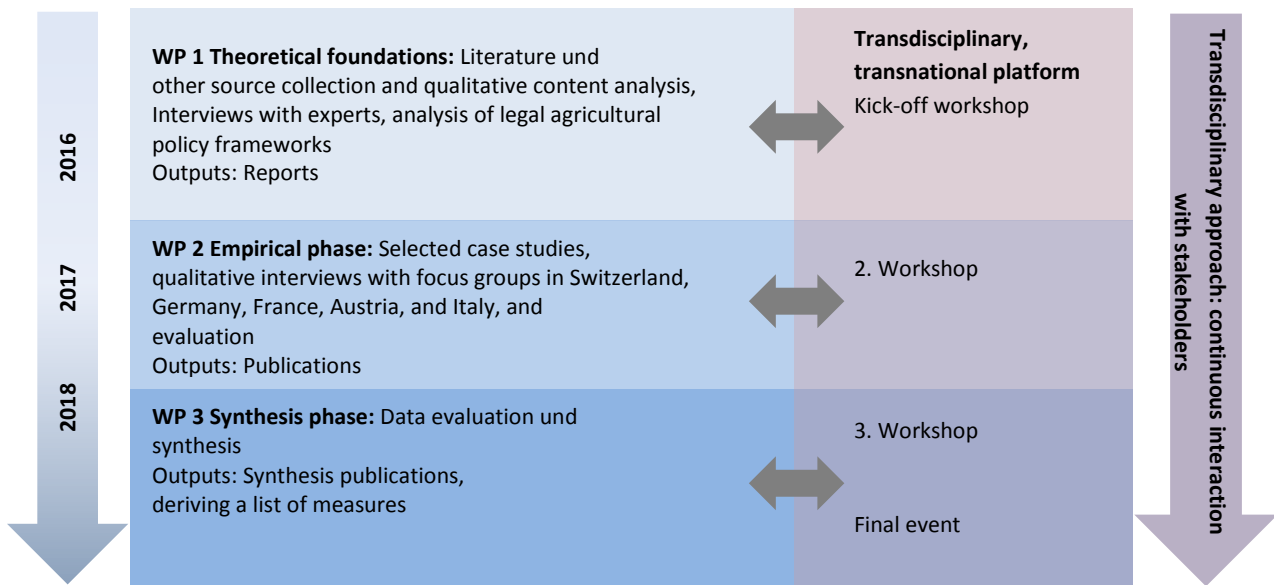 2016
2017
2018
WP 1 Theoretical foundations: Literature und
other source collection and qualitative content analysis,
Interviews with experts, analysis of legal agricultural
policy frameworks
Outputs: Reports
Transdisciplinary,
transnational platform
Kick-off workshop
WP 2 Empirical phase: Selected case studies,
qualitative interviews with focus groups in Switzerland,
Germany, France, Austria, and Italy, and
evaluation
Outputs: Publications
2. Workshop
WP 3 Synthesis phase: Data evaluation und
synthesis
Outputs: Synthesis publications,
deriving a list of measures
3. Workshop
Final event
Transdisciplinary approach: continuous interaction
with stakeholders